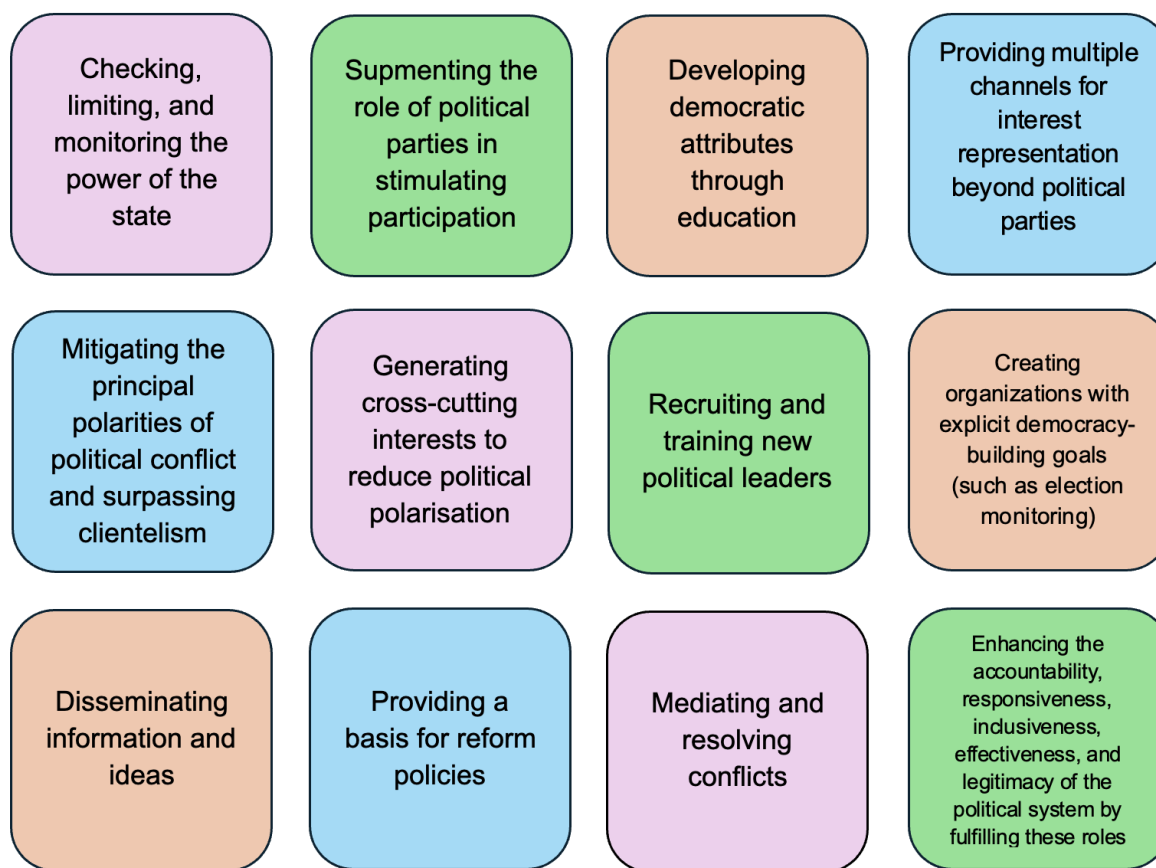 Checking,
limiting, and
monitoring the
power of the
state
Supmenting the
role of political
parties in
stimulating
participation
Developing
democratic
attributes
through
education
Providing multiple
channels for
interest
representation
beyond political
parties
Mitigating the
principal
polarities of
political conflict
and surpassing
clientelism
Generating
cross-cutting
interests to
reduce political
polarisation
Recruiting and
training new
political leaders
Creating
organizations with
explicit democracy-
building goals
(such as election
monitoring)
Disseminating
information and
ideas
Providing a
basis for reform
policies
Mediating and
resolving
conflicts
Enhancing the
accountability,
responsiveness,
inclusiveness,
effectiveness, and
legitimacy of the
political system by
fulfilling these roles